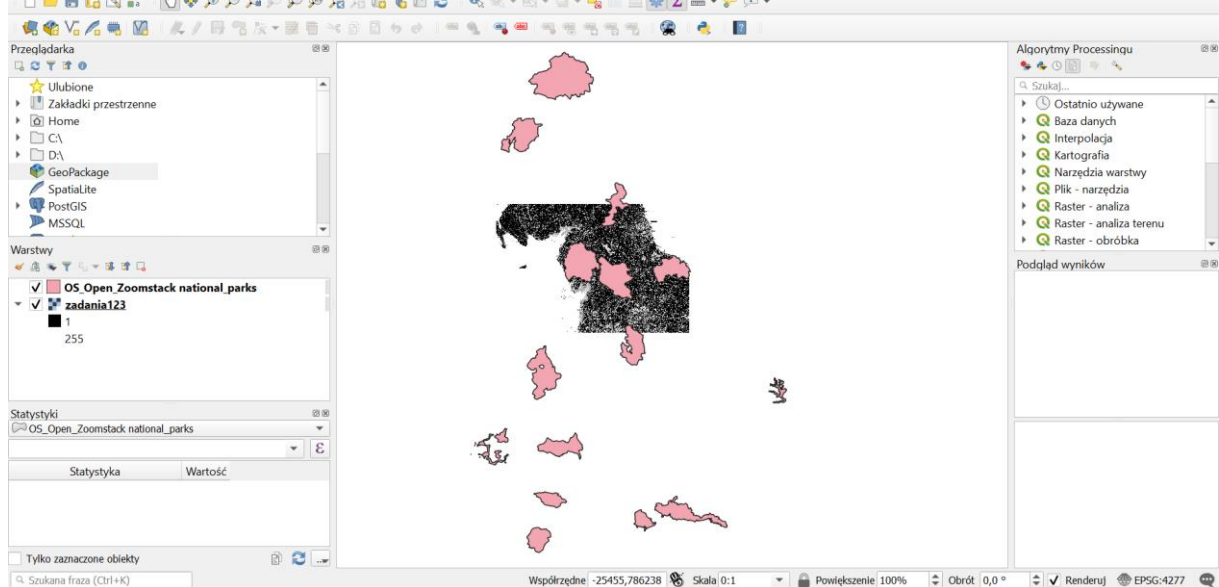 Przeglądarka
Ulubione
Zakładki przestrzenne
Home
C:\
D:\
GeoPackage
SpatiaLite
PostGIS
MSSQL
Warstwy
OS_Open_Zoomstack national_parks
zadania123
1
255
Statystyki
OS_Open_Zoomstack national_parks
ε
Statystyka Wartość
Tylko zaznaczone obiekty
Algorytmy Processingu
Szukaj...
Ostatnio używane
Baza danych
Interpolacja
Kartografia
Narzędzia warstwy
Plik - narzędzia
Raster - analiza
Raster - analiza terenu
Raster - obróbka
Podgląd wyników
Szukana fraza (Ctrl+K) Współrzędne -25455,786238 Skala 0:1 Powiększenie 100% Obrót 0,0 ° Renderuj EPSG:4277